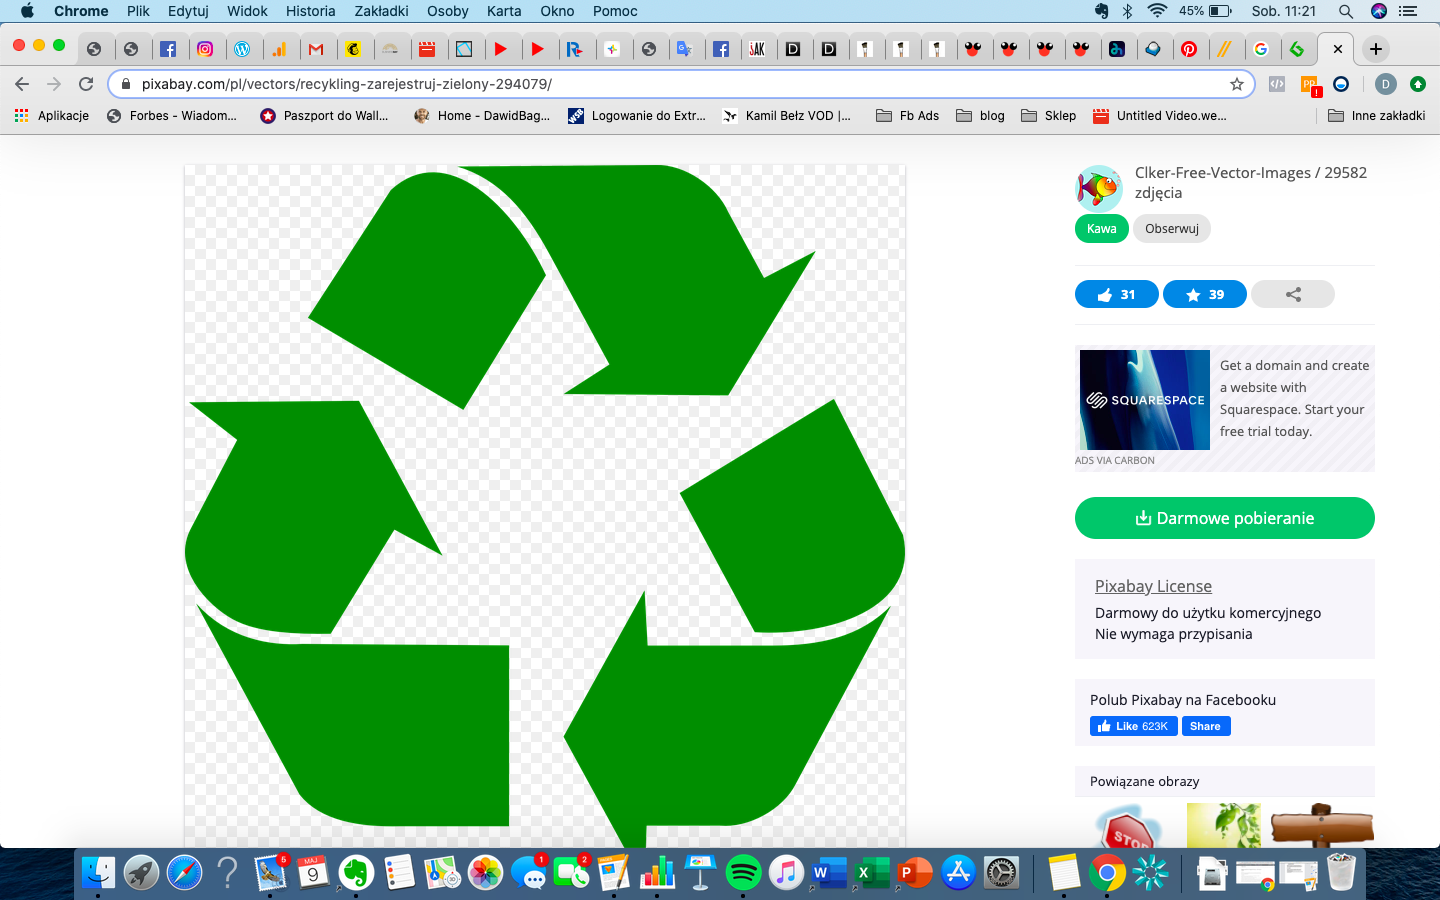 Chrome Plik Edytuj Widok Historia Zakładki Osoby Karta Okno Pomoc 45% Sob. 11:21
pixabay.com/pl/vectors/recykling-zarejestruj-zielony-294079/
Aplikacje Forbes - Wiadom... Paszport do Wall... Home - DawidBag... Logowanie do Extr... Kamil Bełz VOD |... Fb Ads blog Sklep Untitled Video.we... Inne zakładki
Clker-Free-Vector-Images / 29582
zdjęcia
Kawa Obserwuj
31 39
SQUARESPACE
Get a domain and create
a website with
Squarespace. Start your
free trial today.
ADS VIA CARBON
Darmowe pobieranie
Pixabay License
Darmowy do użytku komercyjnego
Nie wymaga przypisania
Polub Pixabay na Facebooku
Like 623K Share
Powiązane obrazy
STOP
MAJ
9